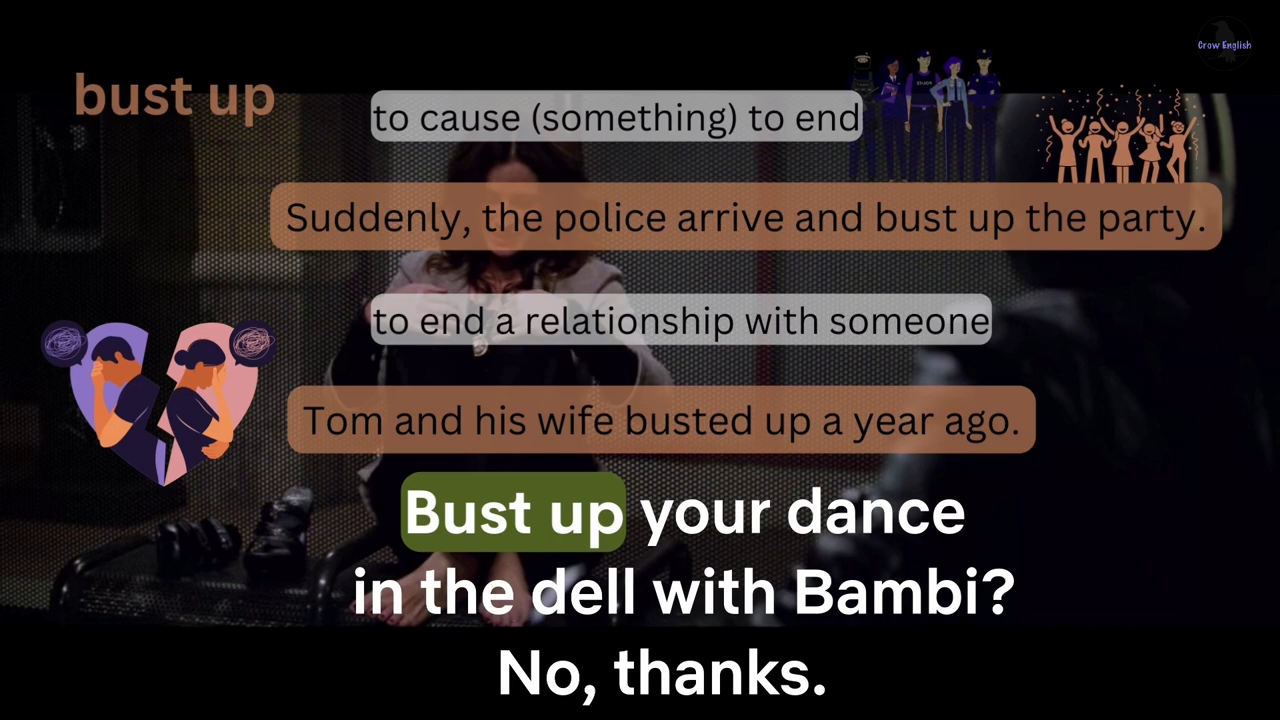 Crow English
bust up
to cause (something) to end
Suddenly, the police arrive and bust up the party.
to end a relationship with someone
Tom and his wife busted up a year ago.
Bust up your dance
in the dell with Bambi?
No, thanks.